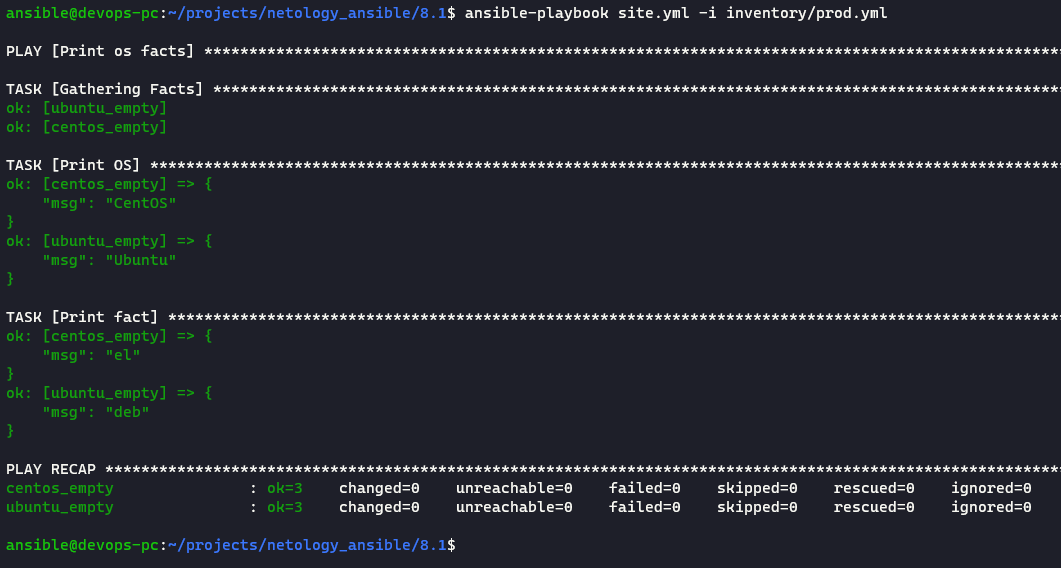 ansible@devops-pc:~/projects/netology_ansible/8.1$ ansible-playbook site.yml -i inventory/prod.yml
PLAY [Print os facts] ***********************************************************************************************
TASK [Gathering Facts] **********************************************************************************************
ok: [ubuntu_empty]
ok: [centos_empty]
TASK [Print OS] *****************************************************************************************************
ok: [centos_empty] => {
    "msg": "CentOS"
}
ok: [ubuntu_empty] => {
    "msg": "Ubuntu"
}
TASK [Print fact] ***************************************************************************************************
ok: [centos_empty] => {
    "msg": "el"
}
ok: [ubuntu_empty] => {
    "msg": "deb"
}
PLAY RECAP **********************************************************************************************************
centos_empty               : ok=3    changed=0    unreachable=0    failed=0    skipped=0    rescued=0    ignored=0
ubuntu_empty               : ok=3    changed=0    unreachable=0    failed=0    skipped=0    rescued=0    ignored=0
ansible@devops-pc:~/projects/netology_ansible/8.1$